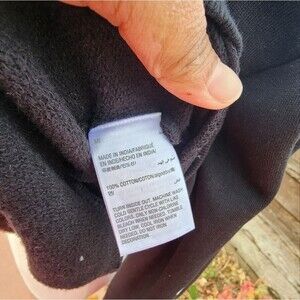 MADE IN INDIA/FABRIQUÉ
EN INDE/HECHO EN INDIA/
100% COTTON/COTON/
TURN INSIDE OUT. MACHINE WASH
COLD GENTLE CYCLE WITH LIKE
COLORS. ONLY NON-CHLORINE
BLEACH WHEN NEEDED. TUMBLE
DRY LOW. COOL IRON WHEN
NEEDED. DO NOT IRON
DECORATION.